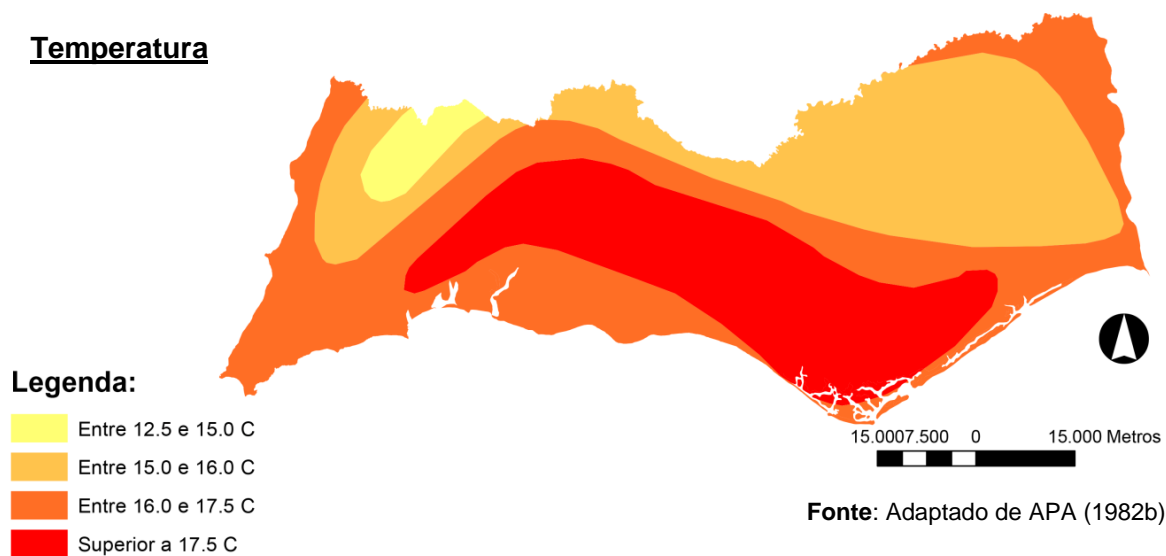 Temperatura
Legenda:
Entre 12.5 e 15.0 C
Entre 15.0 e 16.0 C
Entre 16.0 e 17.5 C
Superior a 17.5 C
15.0007.500 0 15.000 Metros
Fonte: Adaptado de APA (1982b)